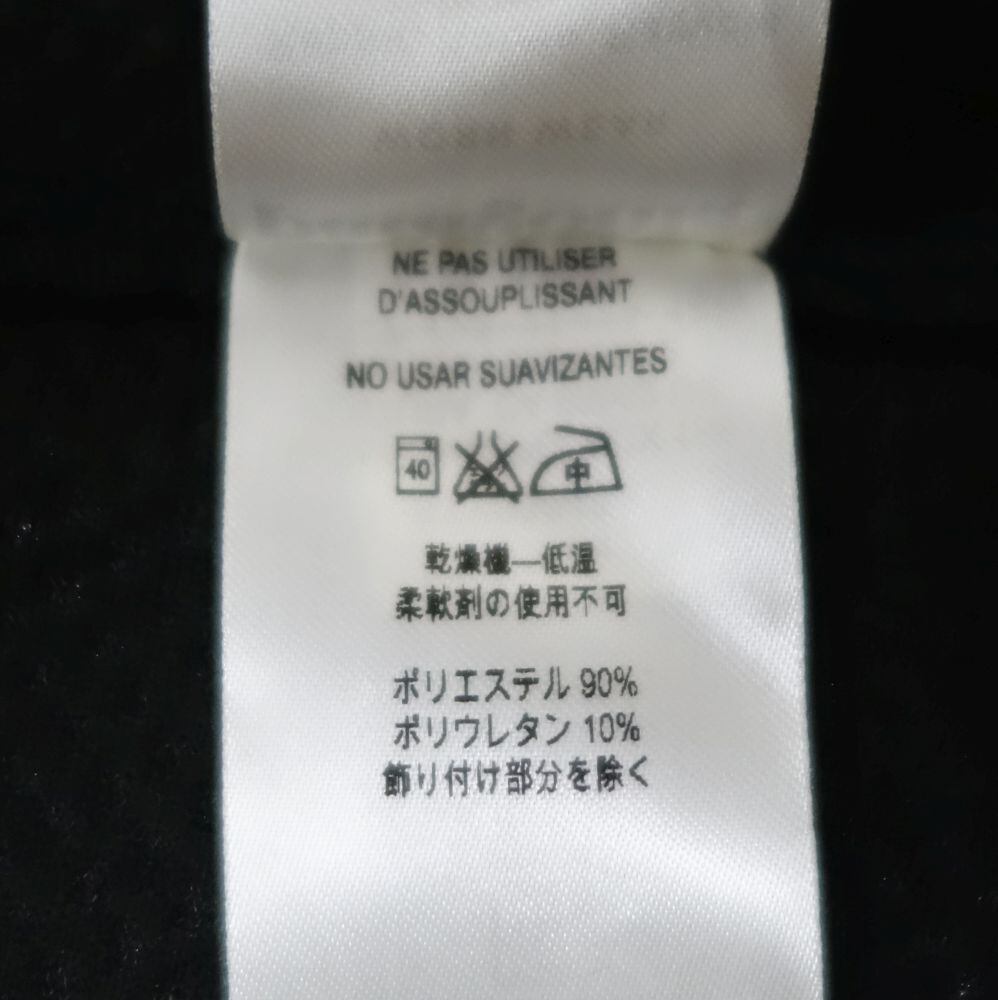 NE PAS UTILISER
D'ASSOUPLISSANT
NO USAR SUAVIZANTES
40 中
乾燥機—低温
柔軟剤の使用不可
ポリエステル 90%
ポリウレタン 10%
飾り付け部分を除く